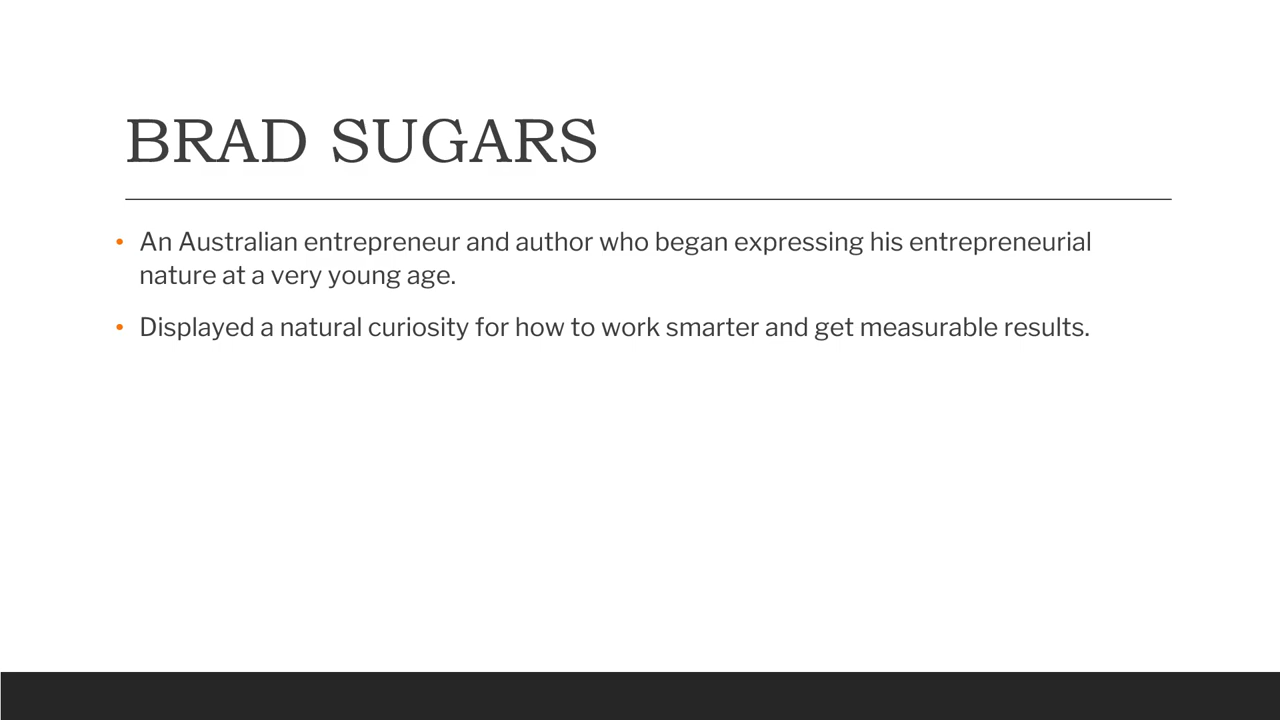 BRAD SUGARS
• An Australian entrepreneur and author who began expressing his entrepreneurial
nature at a very young age.
• Displayed a natural curiosity for how to work smarter and get measurable results.